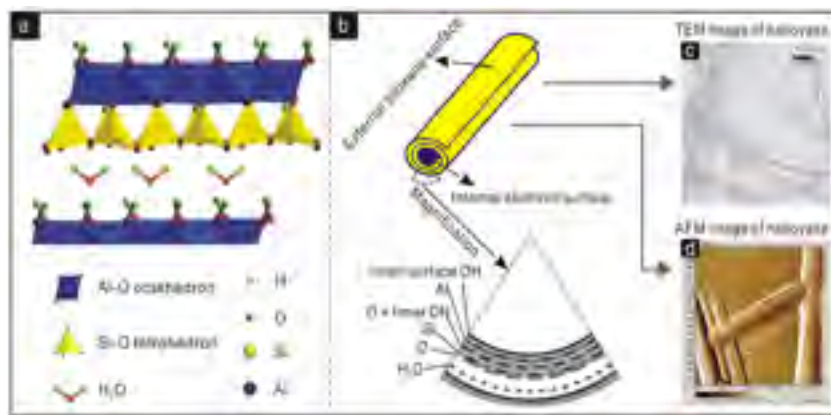 a
Al-O octahedron
Si-O tetrahedron
H₂O
H
O
Si
Al
b
External siloxane surface
Internal aluminol surface
Magnification
Inner surface OH
Al
O + Inner OH
Si
O
H₂O
TEM image of halloysite
c
AFM image of halloysite
d